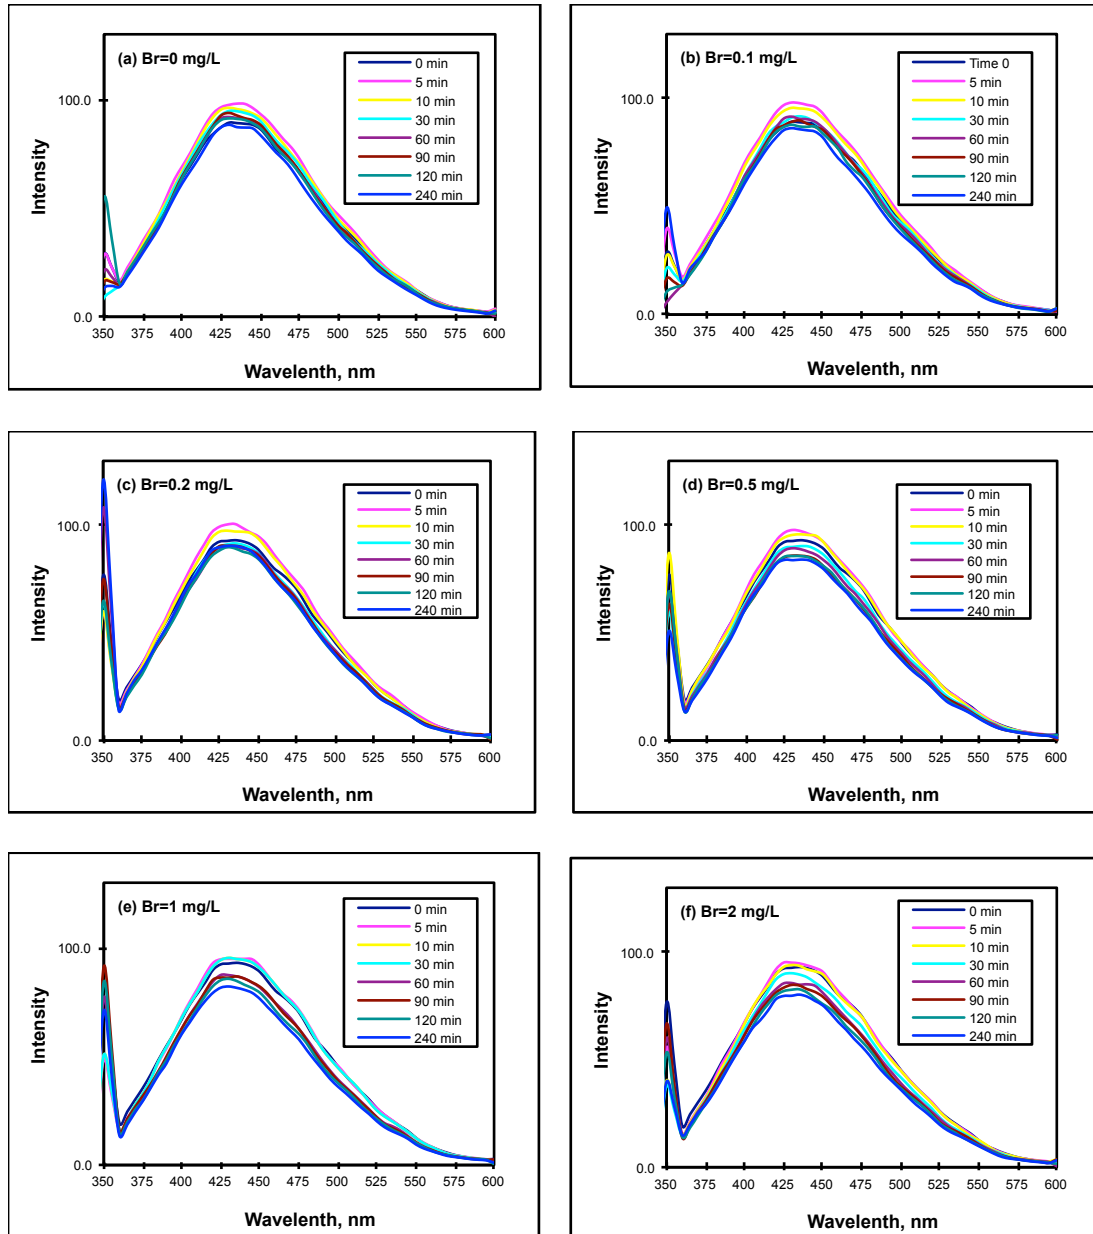 (a) Br=0 mg/L
0 min
5 min
10 min
30 min
60 min
90 min
120 min
240 min
100.0
0.0
Intensity
350 375 400 425 450 475 500 525 550 575 600
Wavelenth, nm
(b) Br=0.1 mg/L
Time 0
5 min
10 min
30 min
60 min
90 min
120 min
240 min
100.0
0.0
Intensity
350 375 400 425 450 475 500 525 550 575 600
Wavelenth, nm
(c) Br=0.2 mg/L
0 min
5 min
10 min
30 min
60 min
90 min
120 min
240 min
100.0
0.0
Intensity
350 375 400 425 450 475 500 525 550 575 600
Wavelenth, nm
(d) Br=0.5 mg/L
0 min
5 min
10 min
30 min
60 min
90 min
120 min
240 min
100.0
0.0
Intensity
350 375 400 425 450 475 500 525 550 575 600
Wavelenth, nm
(e) Br=1 mg/L
0 min
5 min
10 min
30 min
60 min
90 min
120 min
240 min
100.0
0.0
Intensity
350 375 400 425 450 475 500 525 550 575 600
Wavelenth, nm
(f) Br=2 mg/L
0 min
5 min
10 min
30 min
60 min
90 min
120 min
240 min
100.0
0.0
Intensity
350 375 400 425 450 475 500 525 550 575 600
Wavelenth, nm